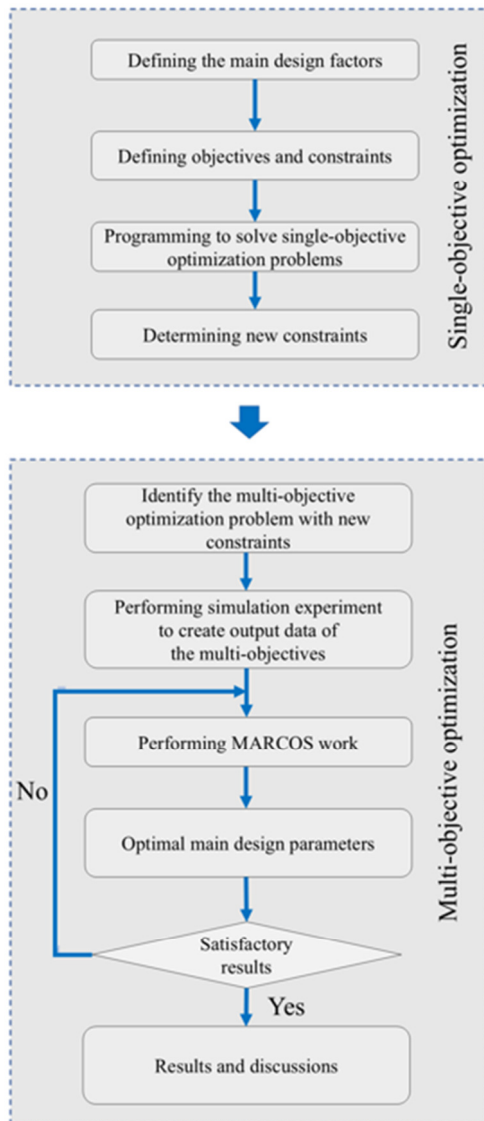 Defining the main design factors
Defining objectives and constraints
Programming to solve single-objective
optimization problems
Determining new constraints
Single-objective optimization
Identify the multi-objective
optimization problem with new
constraints
Performing simulation experiment
to create output data of
the multi-objectives
Performing MARCOS work
Optimal main design parameters
Satisfactory
results
No
Yes
Results and discussions
Multi-objective optimization